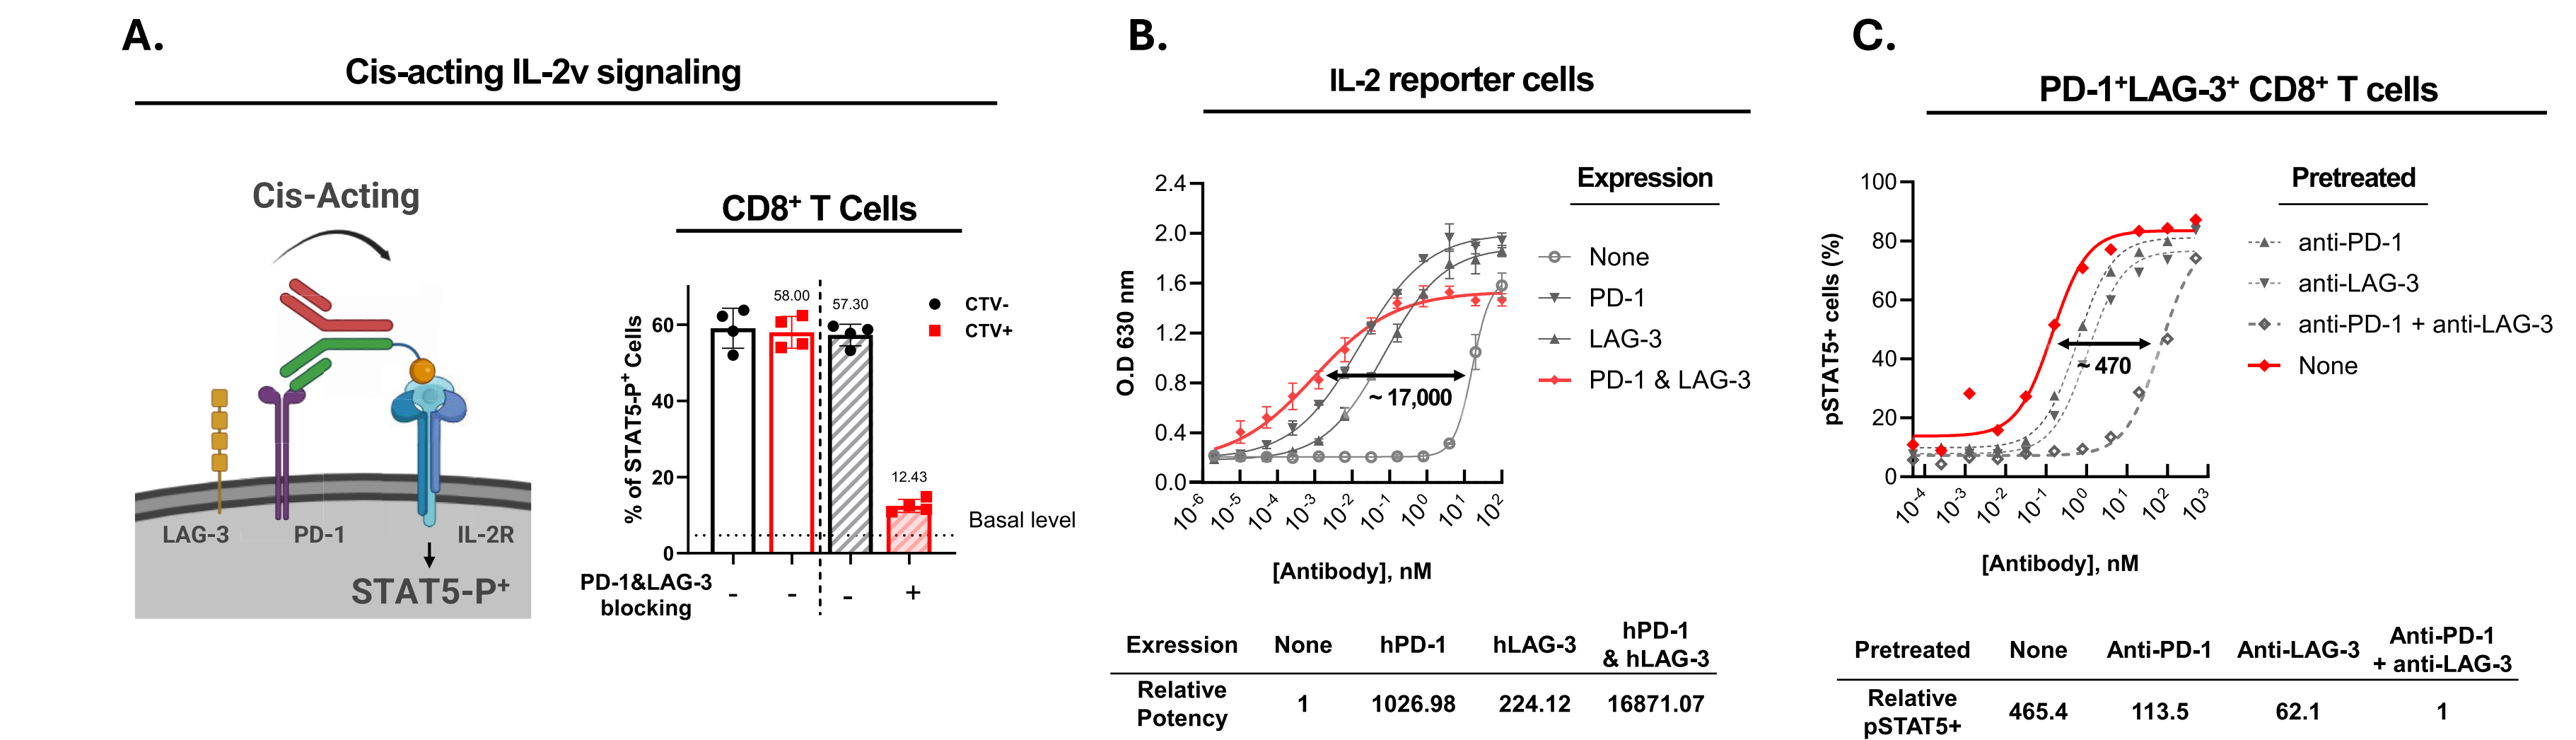 A.
Cis-acting IL-2v signaling
Cis-Acting
LAG-3
PD-1
IL-2R
STAT5-P⁺
CD8⁺ T Cells
% of STAT5-P⁺ Cells
60
40
20
0
58.00
57.30
12.43
CTV-
CTV+
Basal level
PD-1&LAG-3
blocking
- - - +
B.
IL-2 reporter cells
O.D 630 nm
2.4
2.0
1.6
1.2
0.8
0.4
0.0
~ 17,000
10⁻⁶ 10⁻⁵ 10⁻⁴ 10⁻³ 10⁻² 10⁻¹ 10⁰ 10¹ 10²
[Antibody], nM
Expression
None
PD-1
LAG-3
PD-1 & LAG-3
Exression None hPD-1 hLAG-3 hPD-1
& hLAG-3
Relative
Potency 1 1026.98 224.12 16871.07
C.
PD-1⁺LAG-3⁺ CD8⁺ T cells
pSTAT5+ cells (%)
100
80
60
40
20
0
~ 470
10⁻⁴ 10⁻³ 10⁻² 10⁻¹ 10⁰ 10¹ 10² 10³
[Antibody], nM
Pretreated
anti-PD-1
anti-LAG-3
anti-PD-1 + anti-LAG-3
None
Pretreated None Anti-PD-1 Anti-LAG-3 Anti-PD-1
+ anti-LAG-3
Relative
pSTAT5+ 465.4 113.5 62.1 1